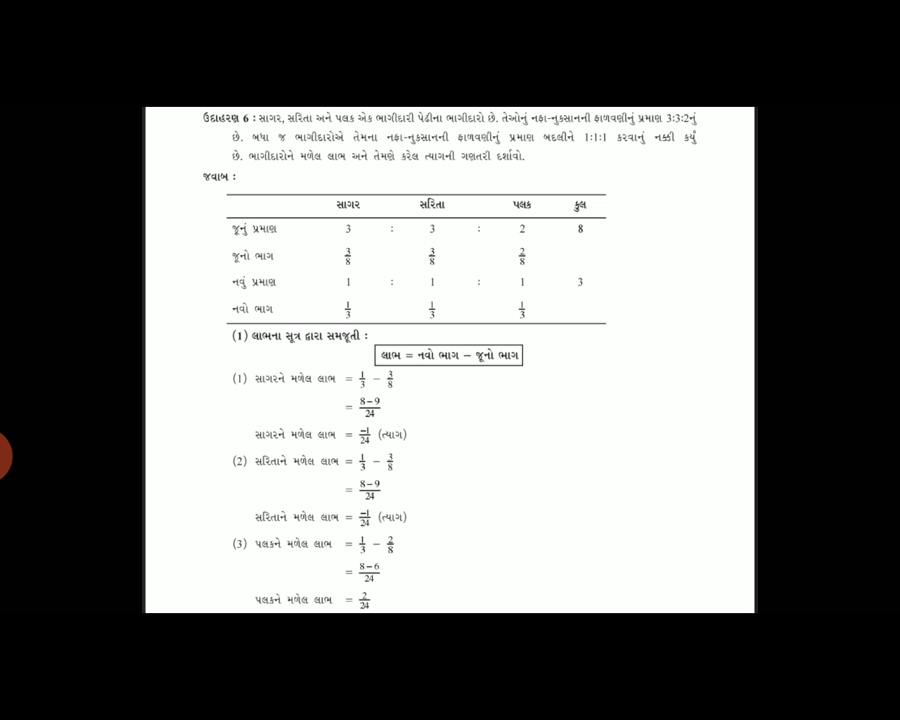 ઉદાહરણ 6 : સાગર, સરિતા અને પલક એક ભાગીદારી પેઢીના ભાગીદારો છે. તેઓનું નફા-નુકસાનની ફાળવણીનું પ્રમાણ 3:3:2નું
છે. બધા જ ભાગીદારોએ તેમના નફા-નુકસાનની ફાળવણીનું પ્રમાણ બદલીને 1:1:1 કરવાનું નક્કી કર્યું
છે. ભાગીદારોને મળેલ લાભ અને તેમણે કરેલ ત્યાગની ગણતરી દર્શાવો.
જવાબ :
સાગર સરિતા પલક કુલ
જૂનું પ્રમાણ 3 : 3 : 2 8
જૂનો ભાગ 3/8 3/8 2/8
નવું પ્રમાણ 1 : 1 : 1 3
નવો ભાગ 1/3 1/3 1/3
(1) લાભના સૂત્ર દ્વારા સમજૂતી :
લાભ = નવો ભાગ – જૂનો ભાગ
(1) સાગરને મળેલ લાભ = 1/3 – 3/8
= 8–9/24
સાગરને મળેલ લાભ = –1/24 (ત્યાગ)
(2) સરિતાને મળેલ લાભ = 1/3 – 3/8
= 8–9/24
સરિતાને મળેલ લાભ = –1/24 (ત્યાગ)
(3) પલકને મળેલ લાભ = 1/3 – 2/8
= 8–6/24
પલકને મળેલ લાભ = 2/24